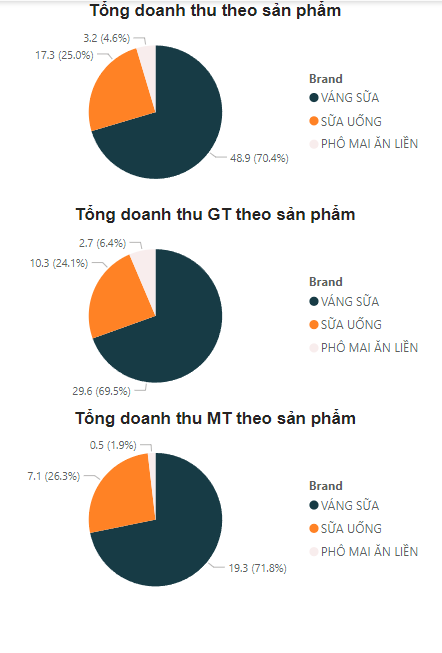 Tổng doanh thu theo sản phẩm
3.2 (4.6%)
17.3 (25.0%)
48.9 (70.4%)
Brand
VÁNG SỮA
SỮA UỐNG
PHÔ MAI ĂN LIỀN
Tổng doanh thu GT theo sản phẩm
2.7 (6.4%)
10.3 (24.1%)
29.6 (69.5%)
Brand
VÁNG SỮA
SỮA UỐNG
PHÔ MAI ĂN LIỀN
Tổng doanh thu MT theo sản phẩm
0.5 (1.9%)
7.1 (26.3%)
19.3 (71.8%)
Brand
VÁNG SỮA
SỮA UỐNG
PHÔ MAI ĂN LIỀN